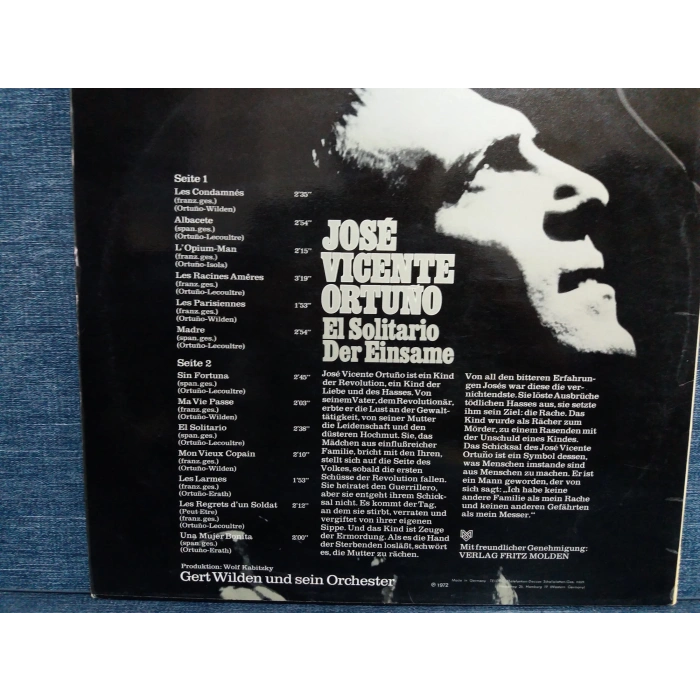 Seite 1
Les Condamnés 2'35"
(franz. ges.)
(Ortuño-Wilden)
Albacete 2'54"
(span. ges.)
(Ortuño-Lecoultre)
L'Opium-Man 2'15"
(franz. ges.)
(Ortuño-Isola)
Les Racines Amères 3'19"
(franz. ges.)
(Ortuño-Lecoultre)
Les Parisiennes 1'53"
(franz. ges.)
(Ortuño-Wilden)
Madre 2'54"
(span. ges.)
(Ortuño-Lecoultre)
Seite 2
Sin Fortuna 2'45"
(span. ges.)
(Ortuño-Lecoultre)
Ma Vie Passe 2'03"
(franz. ges.)
(Ortuño-Wilden)
El Solitario 2'38"
(span. ges.)
(Ortuño-Lecoultre)
Mon Vieux Copain 2'10"
(franz. ges.)
(Ortuño-Wilden)
Les Larmes 1'53"
(franz. ges.)
(Ortuño-Erath)
Les Regrets d'un Soldat 2'12"
(Peut-Etre)
(franz. ges.)
(Ortuño-Lecoultre)
Una Mujer Bonita 2'00"
(span. ges.)
(Ortuño-Erath)
Produktion: Wolf Kabitzky
Gert Wilden und sein Orchester
JOSÉ
VICENTE
ORTUÑO
El Solitario
Der Einsame
José Vicente Ortuño ist ein Kind
der Revolution, ein Kind der
Liebe und des Hasses. Von
seinem Vater, dem Revolutionär,
erbte er die Lust an der Gewalt-
tätigkeit, von seiner Mutter
die Leidenschaft und den
düsteren Hochmut. Sie, das
Mädchen aus einflußreicher
Familie, bricht mit den Ihren,
stellt sich auf die Seite des
Volkes, sobald die ersten
Schüsse der Revolution fallen.
Sie heiratet den Guerrillero,
aber sie entgeht ihrem Schick-
sal nicht. Es kommt der Tag,
an dem sie stirbt, verraten und
vergiftet von ihrer eigenen
Sippe. Und das Kind ist Zeuge
der Ermordung. Als es die Hand
der Sterbenden losläßt, schwört
es, die Mutter zu rächen.
Von all den bitteren Erfahrun-
gen Josés war diese die ver-
nichtendste. Sie löste Ausbrüche
tödlichen Hasses aus, sie setzte
ihm sein Ziel: die Rache. Das
Kind wurde als Rächer zum
Mörder, zu einem Rasenden mit
der Unschuld eines Kindes.
Das Schicksal des José Vicente
Ortuño ist ein Symbol dessen,
was Menschen imstande sind
aus Menschen zu machen. Er ist
ein Mann geworden, der von
sich sagt: „Ich habe keine
andere Familie als mein Rache
und keinen anderen Gefährten
als mein Messer."
Mit freundlicher Genehmigung:
VERLAG FRITZ MOLDEN
℗ 1972
Made in Germany